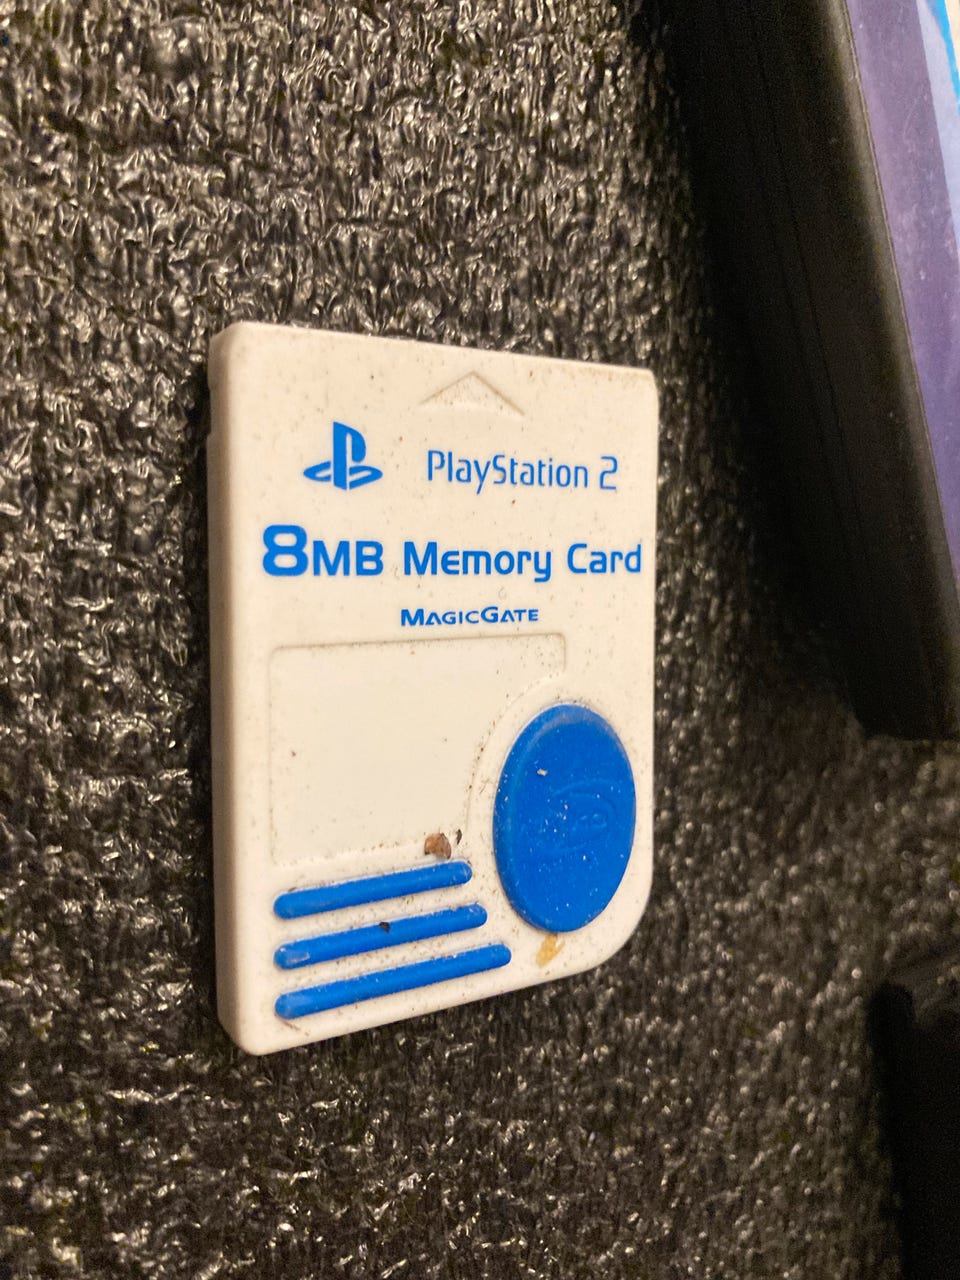 PlayStation 2
8MB Memory Card
MAGICGATE